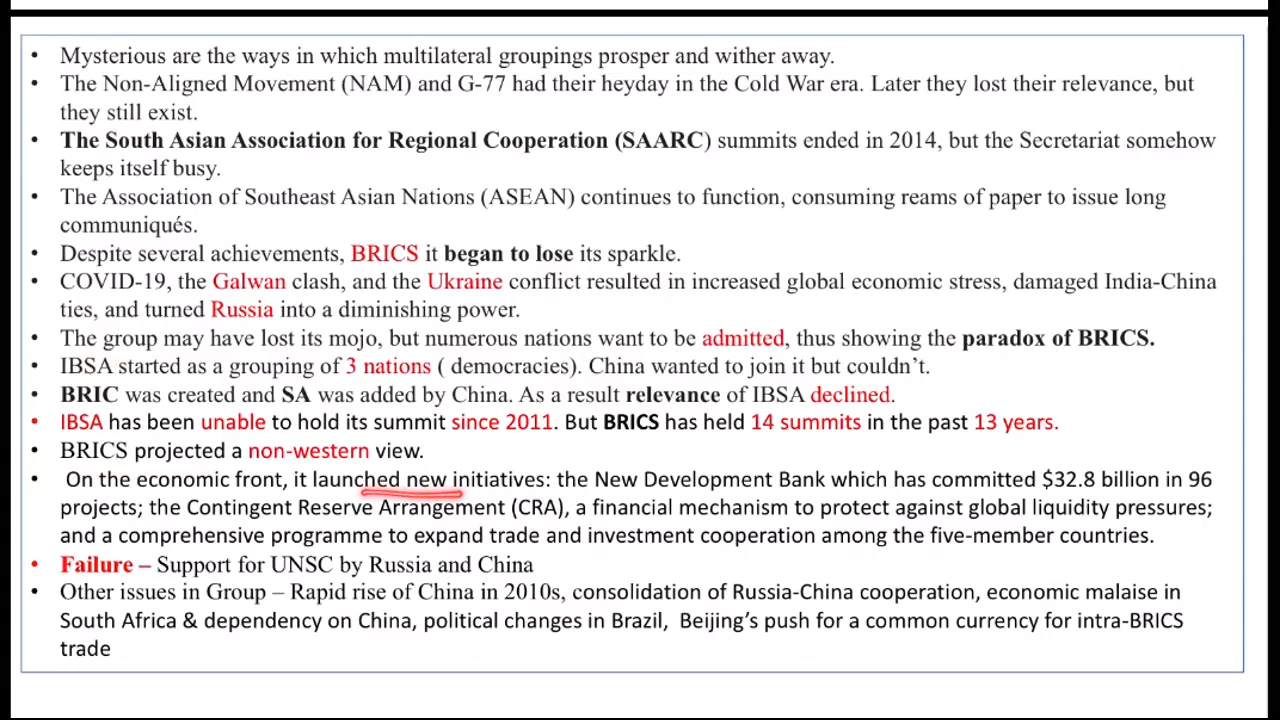 • Mysterious are the ways in which multilateral groupings prosper and wither away.
• The Non-Aligned Movement (NAM) and G-77 had their heyday in the Cold War era. Later they lost their relevance, but
they still exist.
• The South Asian Association for Regional Cooperation (SAARC) summits ended in 2014, but the Secretariat somehow
keeps itself busy.
• The Association of Southeast Asian Nations (ASEAN) continues to function, consuming reams of paper to issue long
communiqués.
• Despite several achievements, BRICS it began to lose its sparkle.
• COVID-19, the Galwan clash, and the Ukraine conflict resulted in increased global economic stress, damaged India-China
ties, and turned Russia into a diminishing power.
• The group may have lost its mojo, but numerous nations want to be admitted, thus showing the paradox of BRICS.
• IBSA started as a grouping of 3 nations ( democracies). China wanted to join it but couldn’t.
• BRIC was created and SA was added by China. As a result relevance of IBSA declined.
• IBSA has been unable to hold its summit since 2011. But BRICS has held 14 summits in the past 13 years.
• BRICS projected a non-western view.
• On the economic front, it launched new initiatives: the New Development Bank which has committed $32.8 billion in 96
projects; the Contingent Reserve Arrangement (CRA), a financial mechanism to protect against global liquidity pressures;
and a comprehensive programme to expand trade and investment cooperation among the five-member countries.
• Failure – Support for UNSC by Russia and China
• Other issues in Group – Rapid rise of China in 2010s, consolidation of Russia-China cooperation, economic malaise in
South Africa & dependency on China, political changes in Brazil, Beijing’s push for a common currency for intra-BRICS
trade